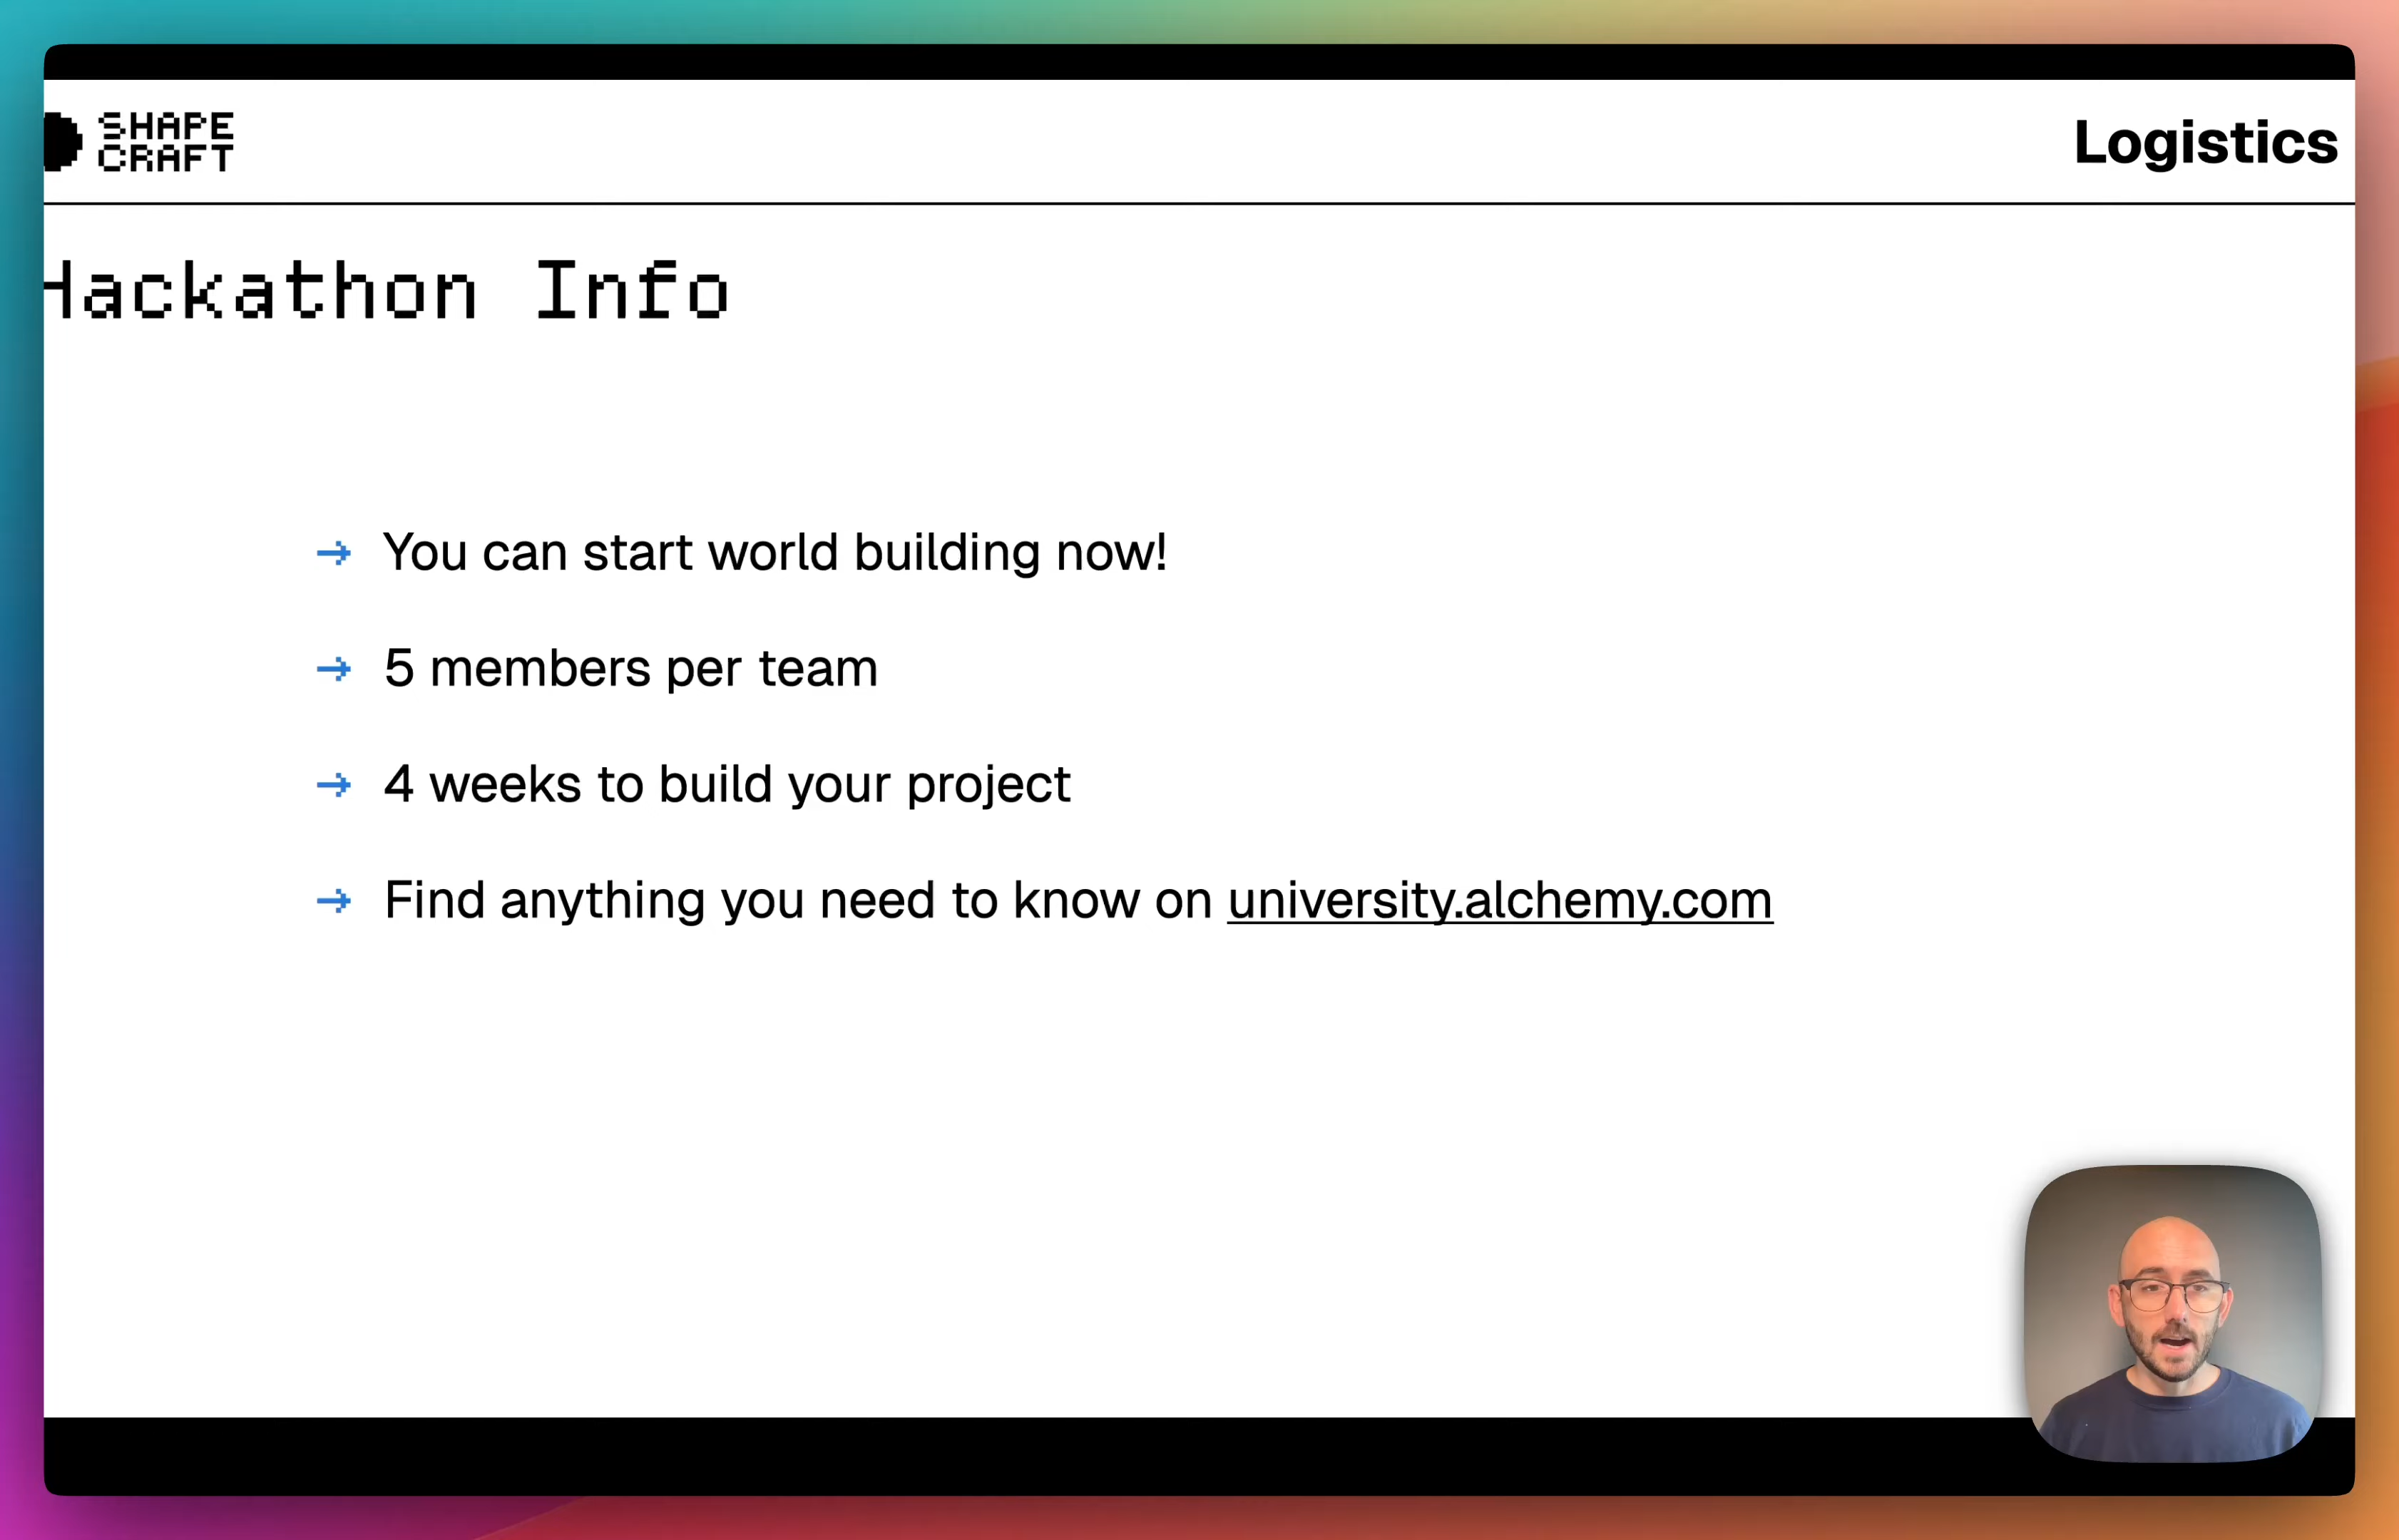 SHAPE
CRAFT
Logistics
Hackathon Info
→ You can start world building now!
→ 5 members per team
→ 4 weeks to build your project
→ Find anything you need to know on university.alchemy.com